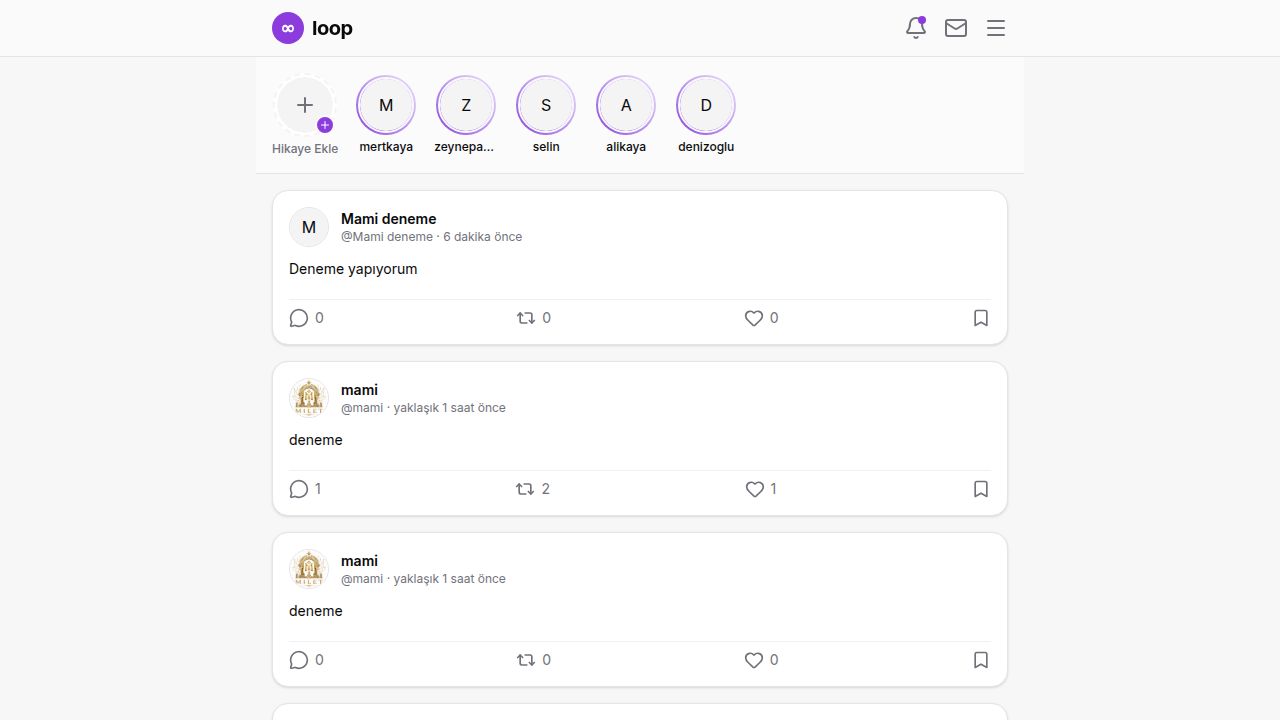 ∞ loop
Hikaye Ekle
M
mertkaya
Z
zeynepa...
S
selin
A
alikaya
D
denizoglu
M
Mami deneme
@Mami deneme · 6 dakika önce
Deneme yapıyorum
0 0 0
MILET
mami
@mami · yaklaşık 1 saat önce
deneme
1 2 1
MILET
mami
@mami · yaklaşık 1 saat önce
deneme
0 0 0